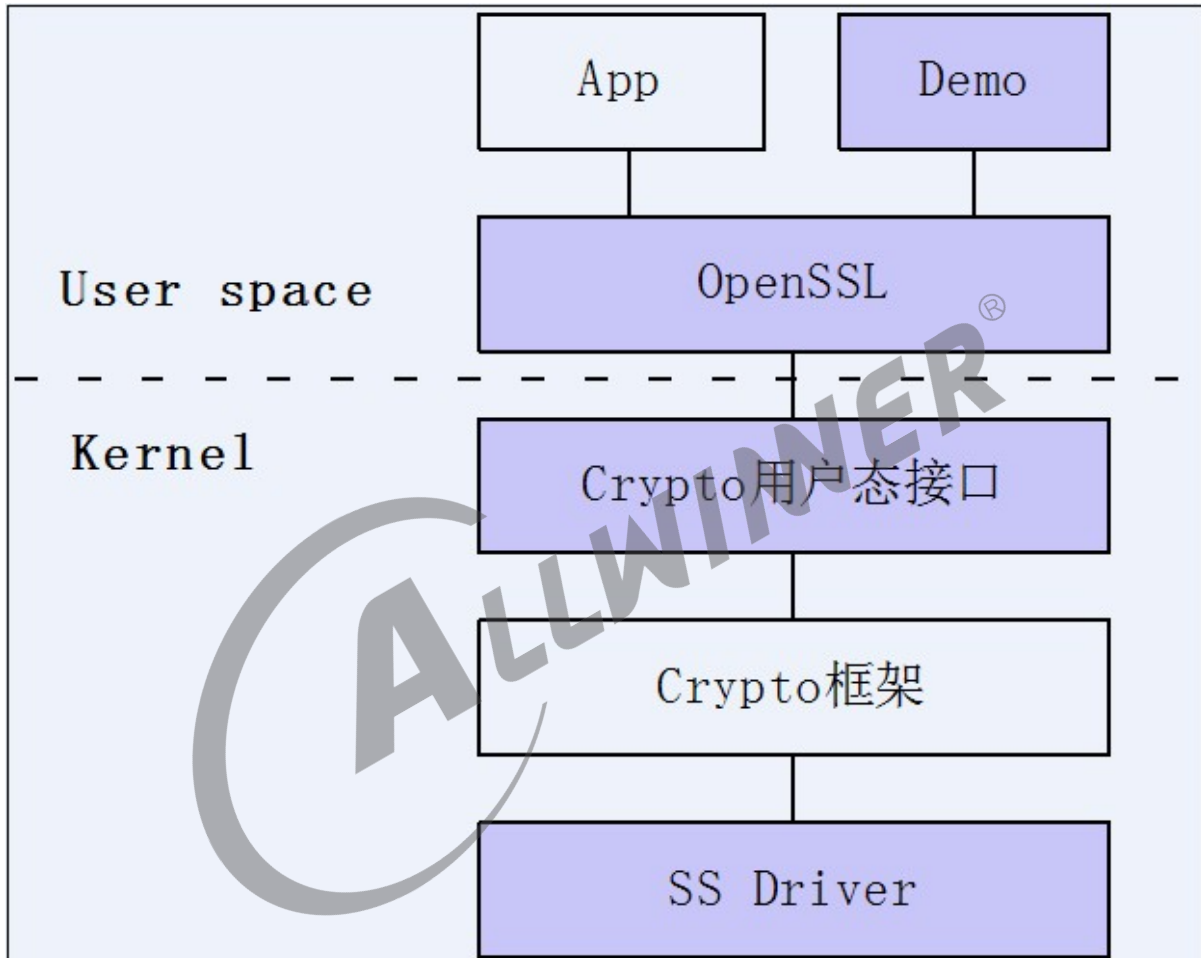 App
Demo
OpenSSL
User space
Kernel
Crypto用户态接口
Crypto框架
SS Driver
ALLWINNER®